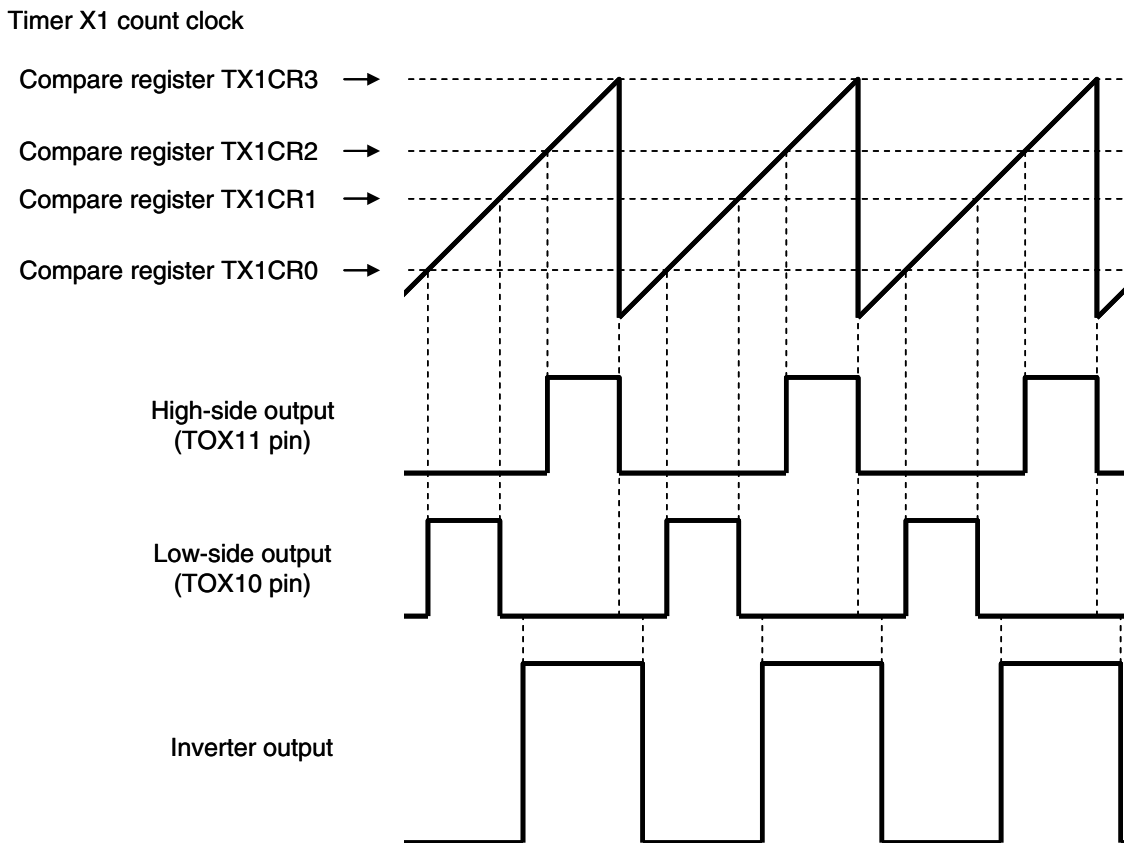 Timer X1 count clock
Compare register TX1CR3
Compare register TX1CR2
Compare register TX1CR1
Compare register TX1CR0
High-side output
(TOX11 pin)
Low-side output
(TOX10 pin)
Inverter output